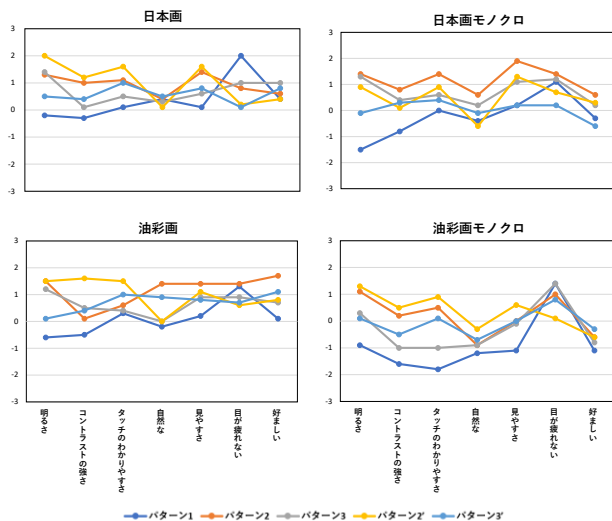 日本画
3
2
1
0
-1
-2
-3
日本画モノクロ
3
2
1
0
-1
-2
-3
油彩画
3
2
1
0
-1
-2
-3
明るさ
コントラストの強さ
タッチのわかりやすさ
自然な
見やすさ
目が疲れない
好ましい
油彩画モノクロ
3
2
1
0
-1
-2
-3
明るさ
コントラストの強さ
タッチのわかりやすさ
自然な
見やすさ
目が疲れない
好ましい
パターン1 パターン2 パターン3 パターン2' パターン3'